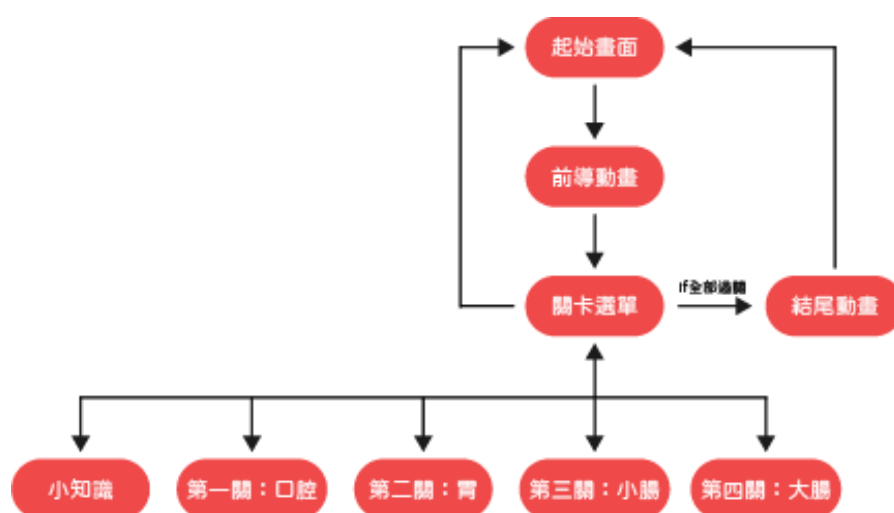 起始畫面
前導動畫
關卡選單
If全部過關
結尾動畫
小知識
第一關：口腔
第二關：胃
第三關：小腸
第四關：大腸